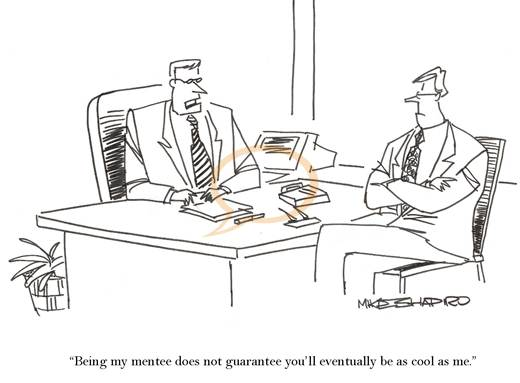 MIKE SHAPIRO
“Being my mentee does not guarantee you’ll eventually be as cool as me.”